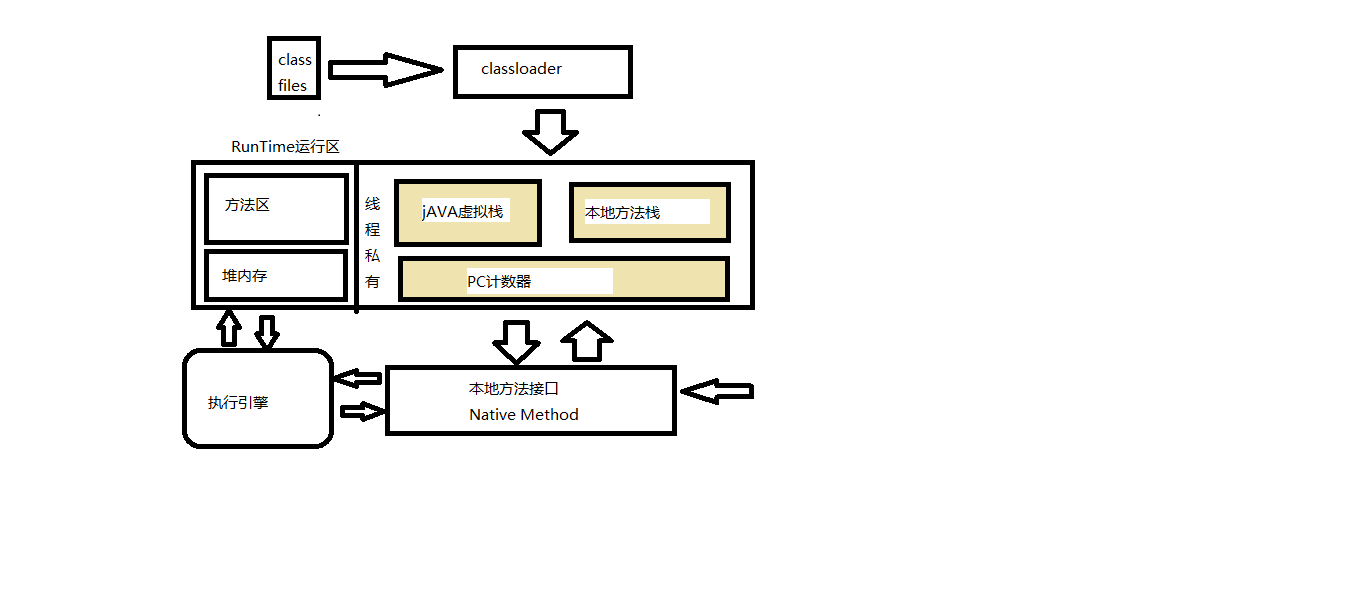 class
files
classloader
RunTime运行区
方法区
堆内存
线
程
私
有
jAVA虚拟栈
本地方法栈
PC计数器
执行引擎
本地方法接口
Native Method